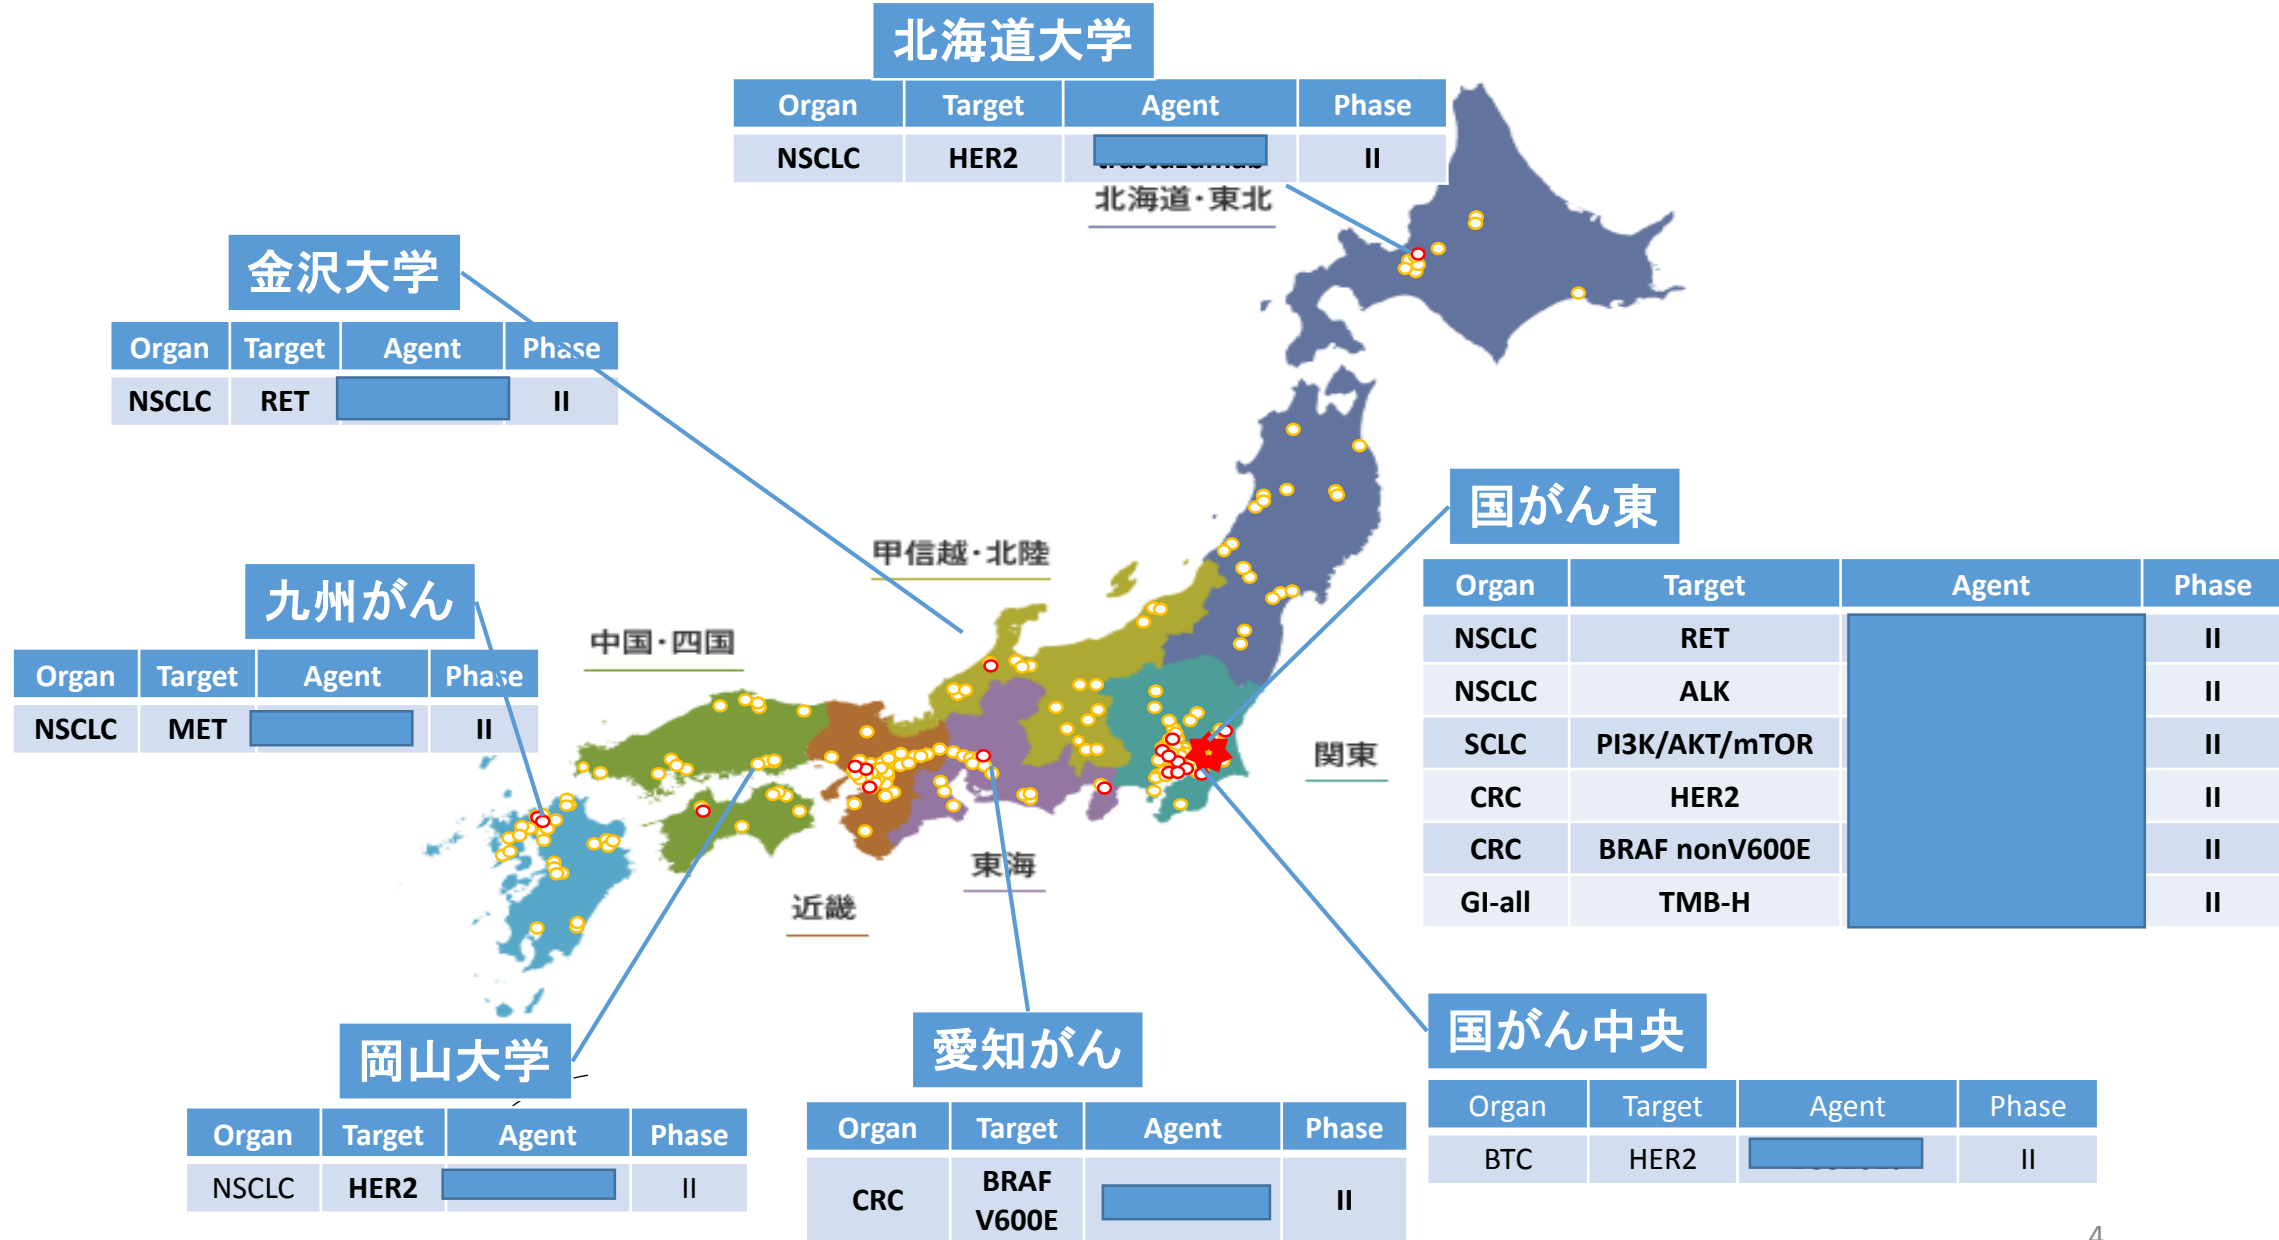 北海道大学
Organ Target Agent Phase
NSCLC HER2 II
北海道・東北
金沢大学
Organ Target Agent Phase
NSCLC RET II
甲信越・北陸
国がん東
Organ Target Agent Phase
NSCLC RET II
NSCLC ALK II
SCLC PI3K/AKT/mTOR II
CRC HER2 II
CRC BRAF nonV600E II
GI-all TMB-H II
九州がん
Organ Target Agent Phase
NSCLC MET II
中国・四国
関東
東海
近畿
岡山大学
Organ Target Agent Phase
NSCLC HER2 II
愛知がん
Organ Target Agent Phase
CRC BRAF V600E II
国がん中央
Organ Target Agent Phase
BTC HER2 II
4